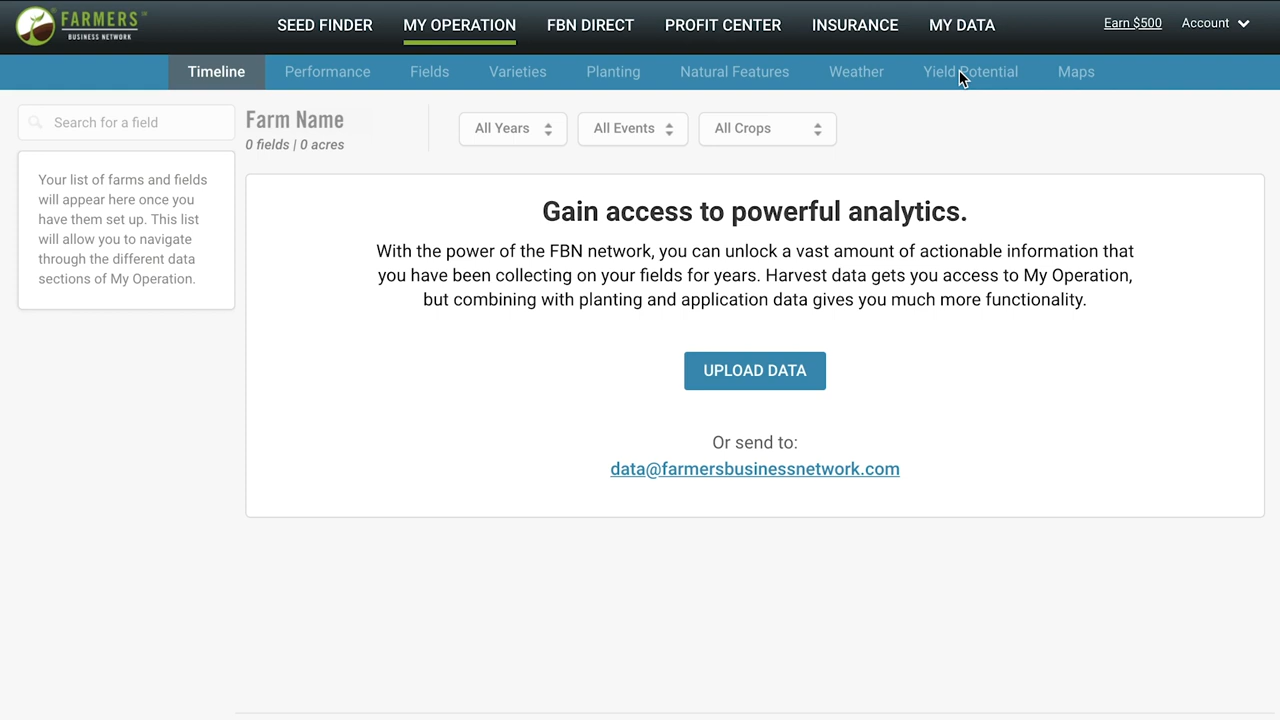 FARMERS
BUSINESS NETWORK
SEED FINDER
MY OPERATION
FBN DIRECT
PROFIT CENTER
INSURANCE
MY DATA
Earn $500
Account
Timeline
Performance
Fields
Varieties
Planting
Natural Features
Weather
Yield Potential
Maps
Search for a field
Your list of farms and fields
will appear here once you
have them set up. This list
will allow you to navigate
through the different data
sections of My Operation.
Farm Name
0 fields | 0 acres
All Years
All Events
All Crops
Gain access to powerful analytics.
With the power of the FBN network, you can unlock a vast amount of actionable information that
you have been collecting on your fields for years. Harvest data gets you access to My Operation,
but combining with planting and application data gives you much more functionality.
UPLOAD DATA
Or send to:
data@farmersbusinessnetwork.com